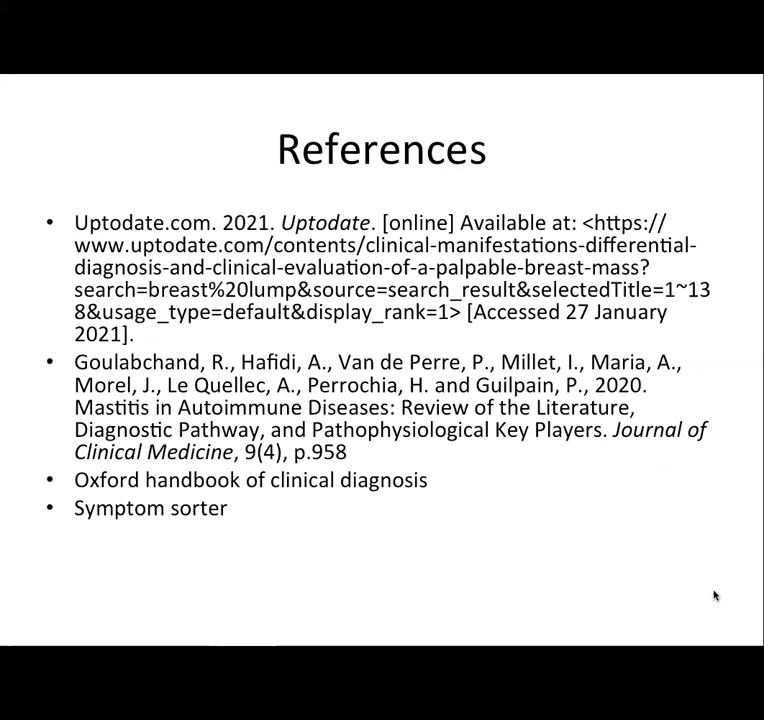 References
• Uptodate.com. 2021. Uptodate. [online] Available at: <https://
www.uptodate.com/contents/clinical-manifestations-differential-
diagnosis-and-clinical-evaluation-of-a-palpable-breast-mass?
search=breast%20lump&source=search_result&selectedTitle=1~13
8&usage_type=default&display_rank=1> [Accessed 27 January
2021].
• Goulabchand, R., Hafidi, A., Van de Perre, P., Millet, I., Maria, A.,
Morel, J., Le Quellec, A., Perrochia, H. and Guilpain, P., 2020.
Mastitis in Autoimmune Diseases: Review of the Literature,
Diagnostic Pathway, and Pathophysiological Key Players. Journal of
Clinical Medicine, 9(4), p.958
• Oxford handbook of clinical diagnosis
• Symptom sorter